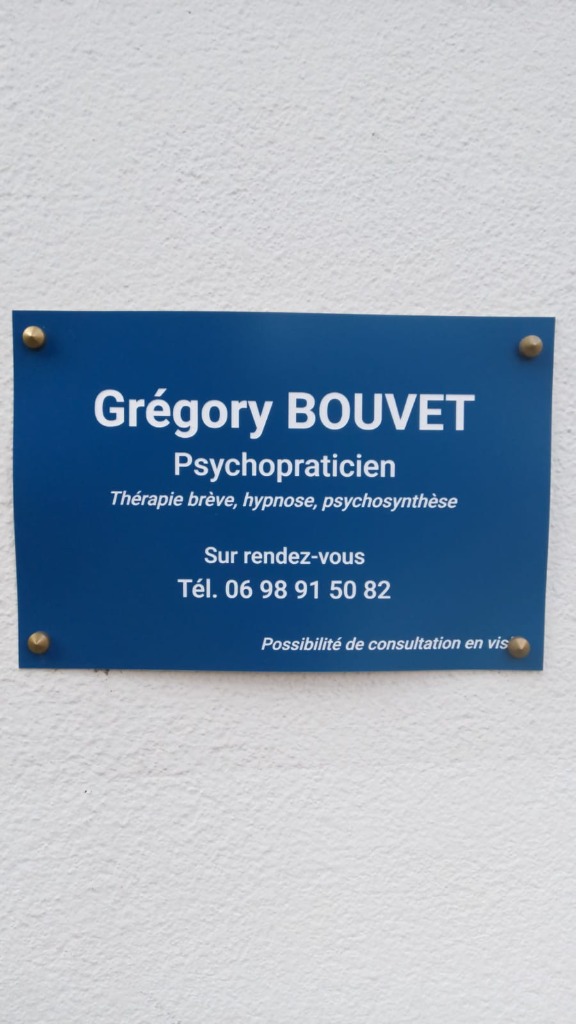 Grégory BOUVET
Psychopraticien
Thérapie brève, hypnose, psychosynthèse
Sur rendez-vous
Tél. 06 98 91 50 82
Possibilité de consultation en